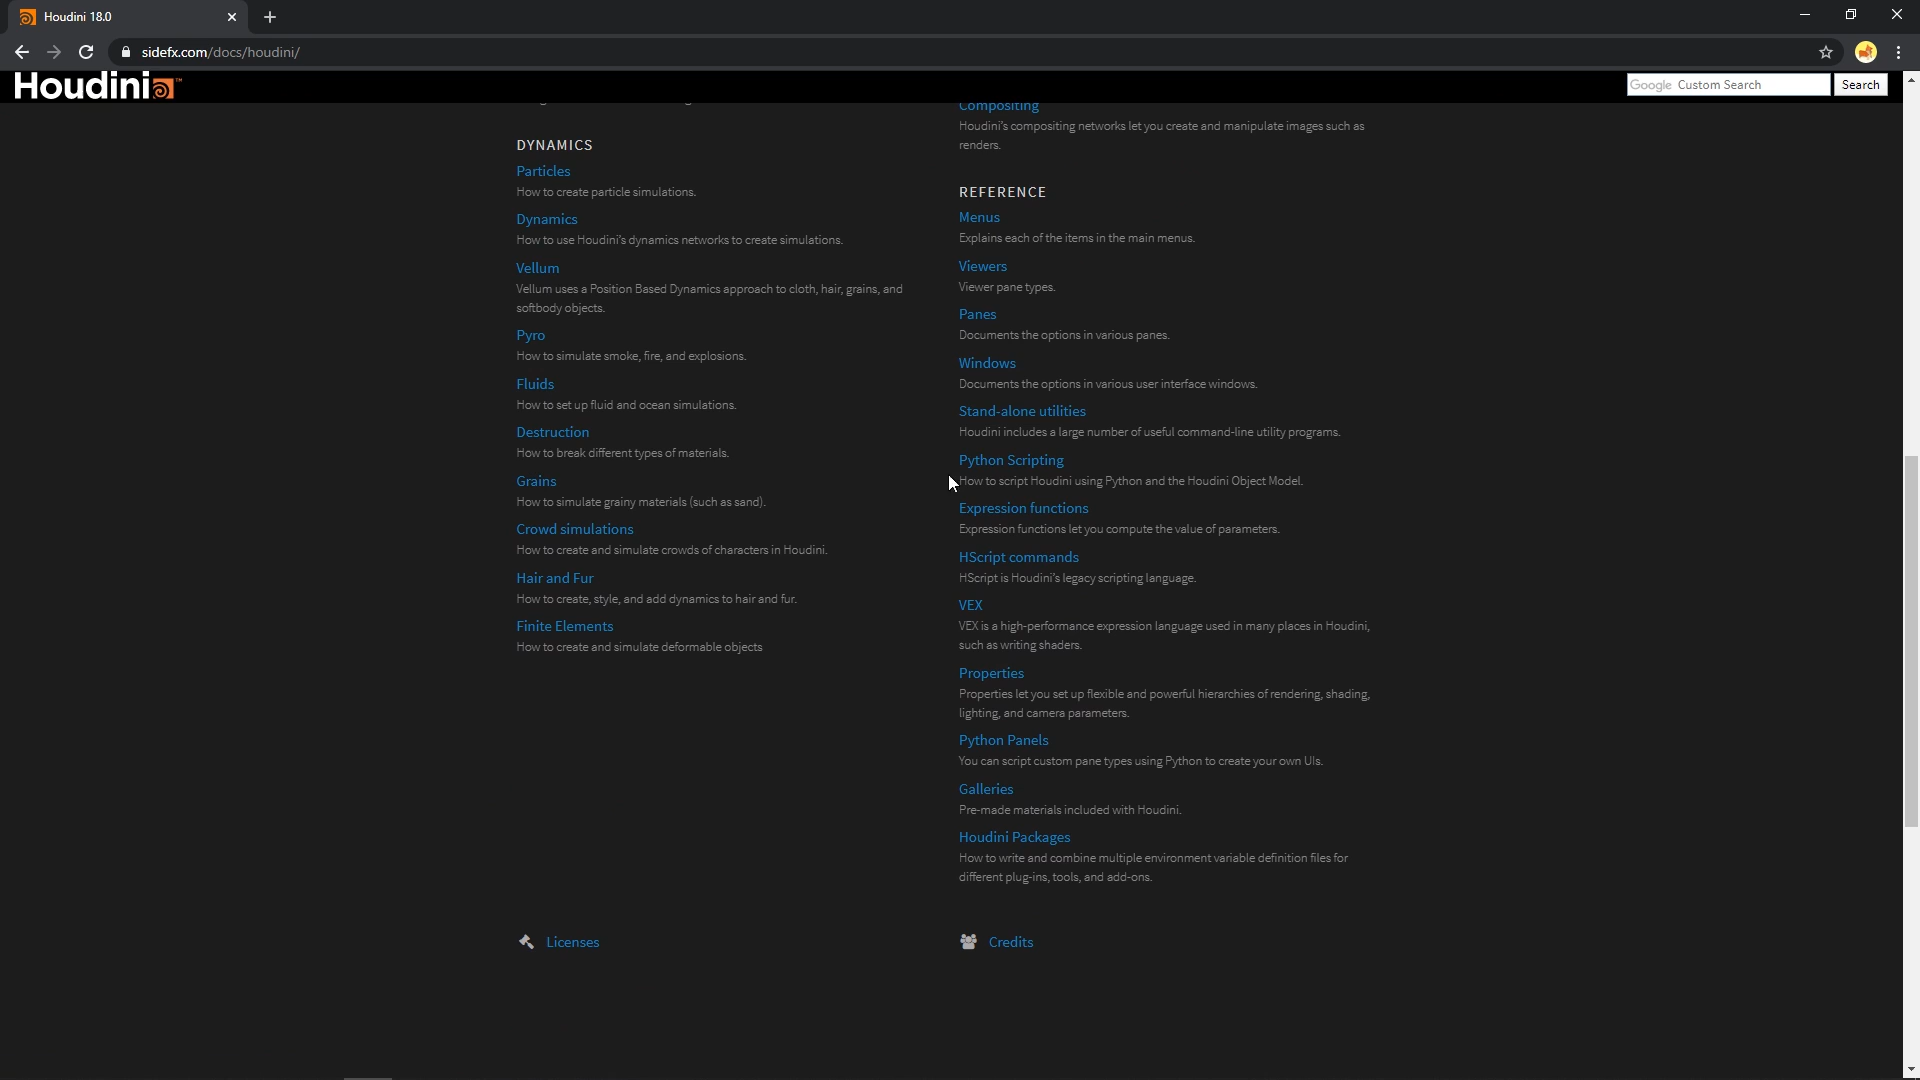 Houdini 18.0
sidefx.com/docs/houdini/
Houdini
Google Custom Search
Search
DYNAMICS
Particles
How to create particle simulations.
Dynamics
How to use Houdini's dynamics networks to create simulations.
Vellum
Vellum uses a Position Based Dynamics approach to cloth, hair, grains, and
softbody objects.
Pyro
How to simulate smoke, fire, and explosions.
Fluids
How to set up fluid and ocean simulations.
Destruction
How to break different types of materials.
Grains
How to simulate grainy materials (such as sand).
Crowd simulations
How to create and simulate crowds of characters in Houdini.
Hair and Fur
How to create, style, and add dynamics to hair and fur.
Finite Elements
How to create and simulate deformable objects
Compositing
Houdini's compositing networks let you create and manipulate images such as
renders.
REFERENCE
Menus
Explains each of the items in the main menus.
Viewers
Viewer pane types.
Panes
Documents the options in various panes.
Windows
Documents the options in various user interface windows.
Stand-alone utilities
Houdini includes a large number of useful command-line utility programs.
Python Scripting
How to script Houdini using Python and the Houdini Object Model.
Expression functions
Expression functions let you compute the value of parameters.
HScript commands
HScript is Houdini's legacy scripting language.
VEX
VEX is a high-performance expression language used in many places in Houdini,
such as writing shaders.
Properties
Properties let you set up flexible and powerful hierarchies of rendering, shading,
lighting, and camera parameters.
Python Panels
You can script custom pane types using Python to create your own UIs.
Galleries
Pre-made materials included with Houdini.
Houdini Packages
How to write and combine multiple environment variable definition files for
different plug-ins, tools, and add-ons.
Licenses
Credits